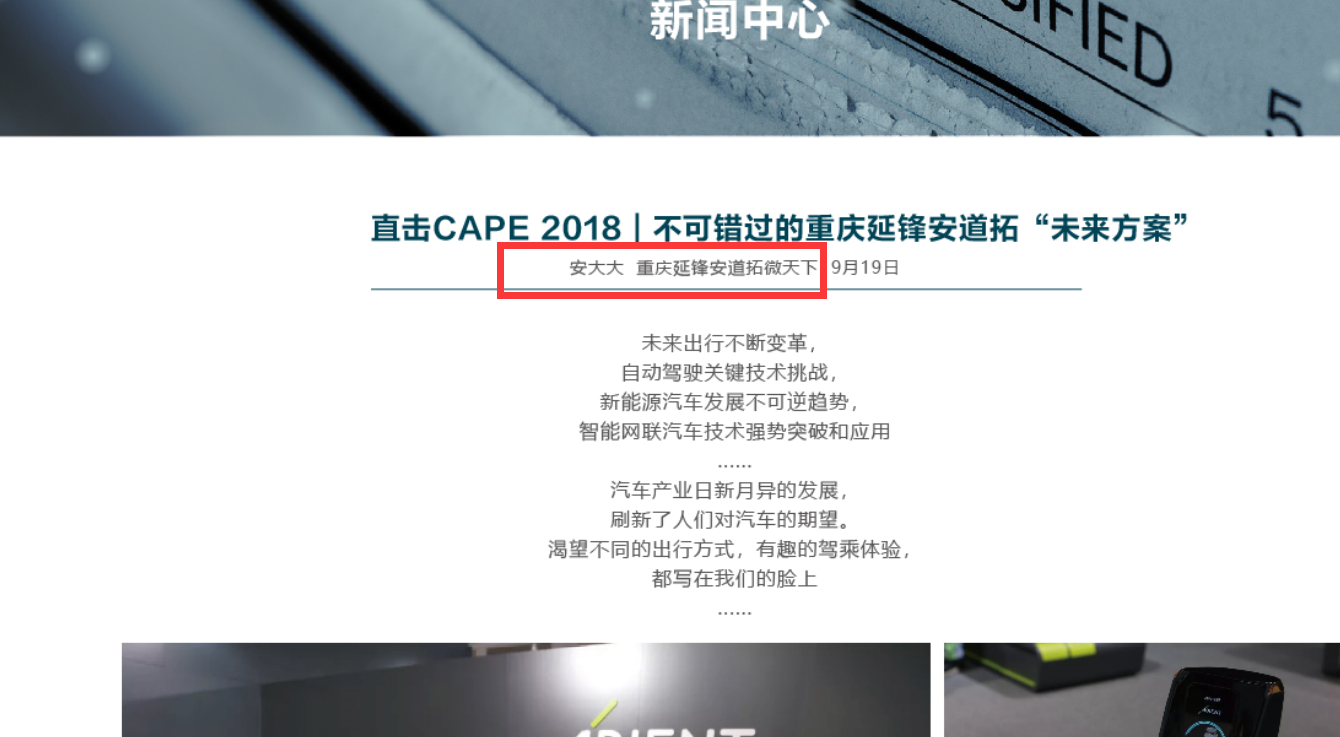 新闻中心
IFIED
5
直击CAPE 2018｜不可错过的重庆延锋安道拓“未来方案”
安大大 重庆延锋安道拓微天下 9月19日
未来出行不断变革，
自动驾驶关键技术挑战，
新能源汽车发展不可逆趋势，
智能网联汽车技术强势突破和应用
......
汽车产业日新月异的发展，
刷新了人们对汽车的期望。
渴望不同的出行方式，有趣的驾乘体验，
都写在我们的脸上
......